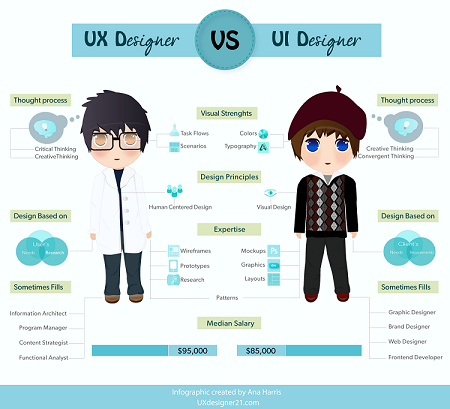 UX Designer VS UI Designer
Thought process
Critical Thinking
CreativeThinking
Visual Strenghts
Task Flows
Scenarios
Colors
Typography
Thought process
Creative Thinking
Convergent Thinking
Design Principles
Human Centered Design
Visual Design
Design Based on
User's
Needs
Research
Expertise
Wireframes
Prototypes
Research
Mockups
Graphics
Layouts
Patterns
Design Based on
Client's
Needs
Sometimes Fills
Information Architect
Program Manager
Content Strategist
Functional Analyst
Sometimes Fills
Graphic Designer
Brand Designer
Web Designer
Frontend Developer
Median Salary
$95,000
$85,000
Infographic created by Ana Harris
UXdesigner21.com